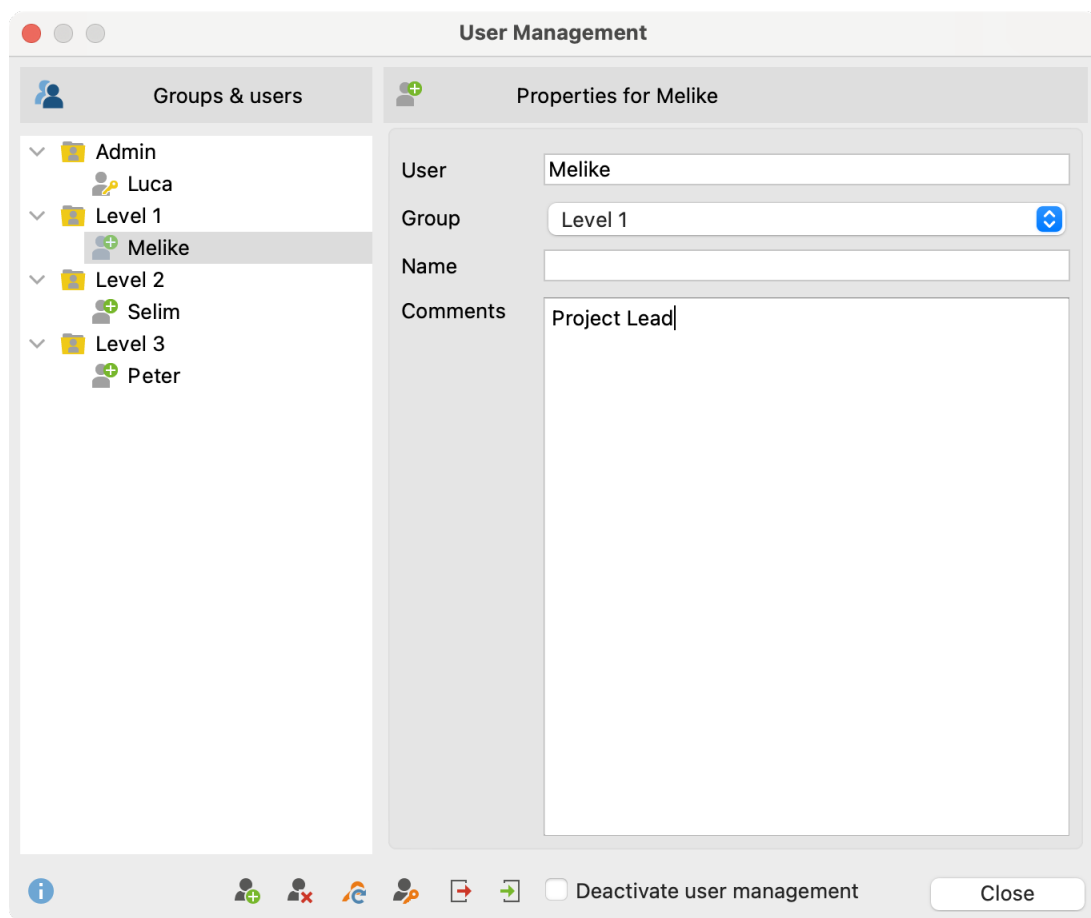 User Management
Groups & users
Admin
Luca
Level 1
Melike
Level 2
Selim
Level 3
Peter
Properties for Melike
User Melike
Group Level 1
Name
Comments Project Lead
Deactivate user management
Close